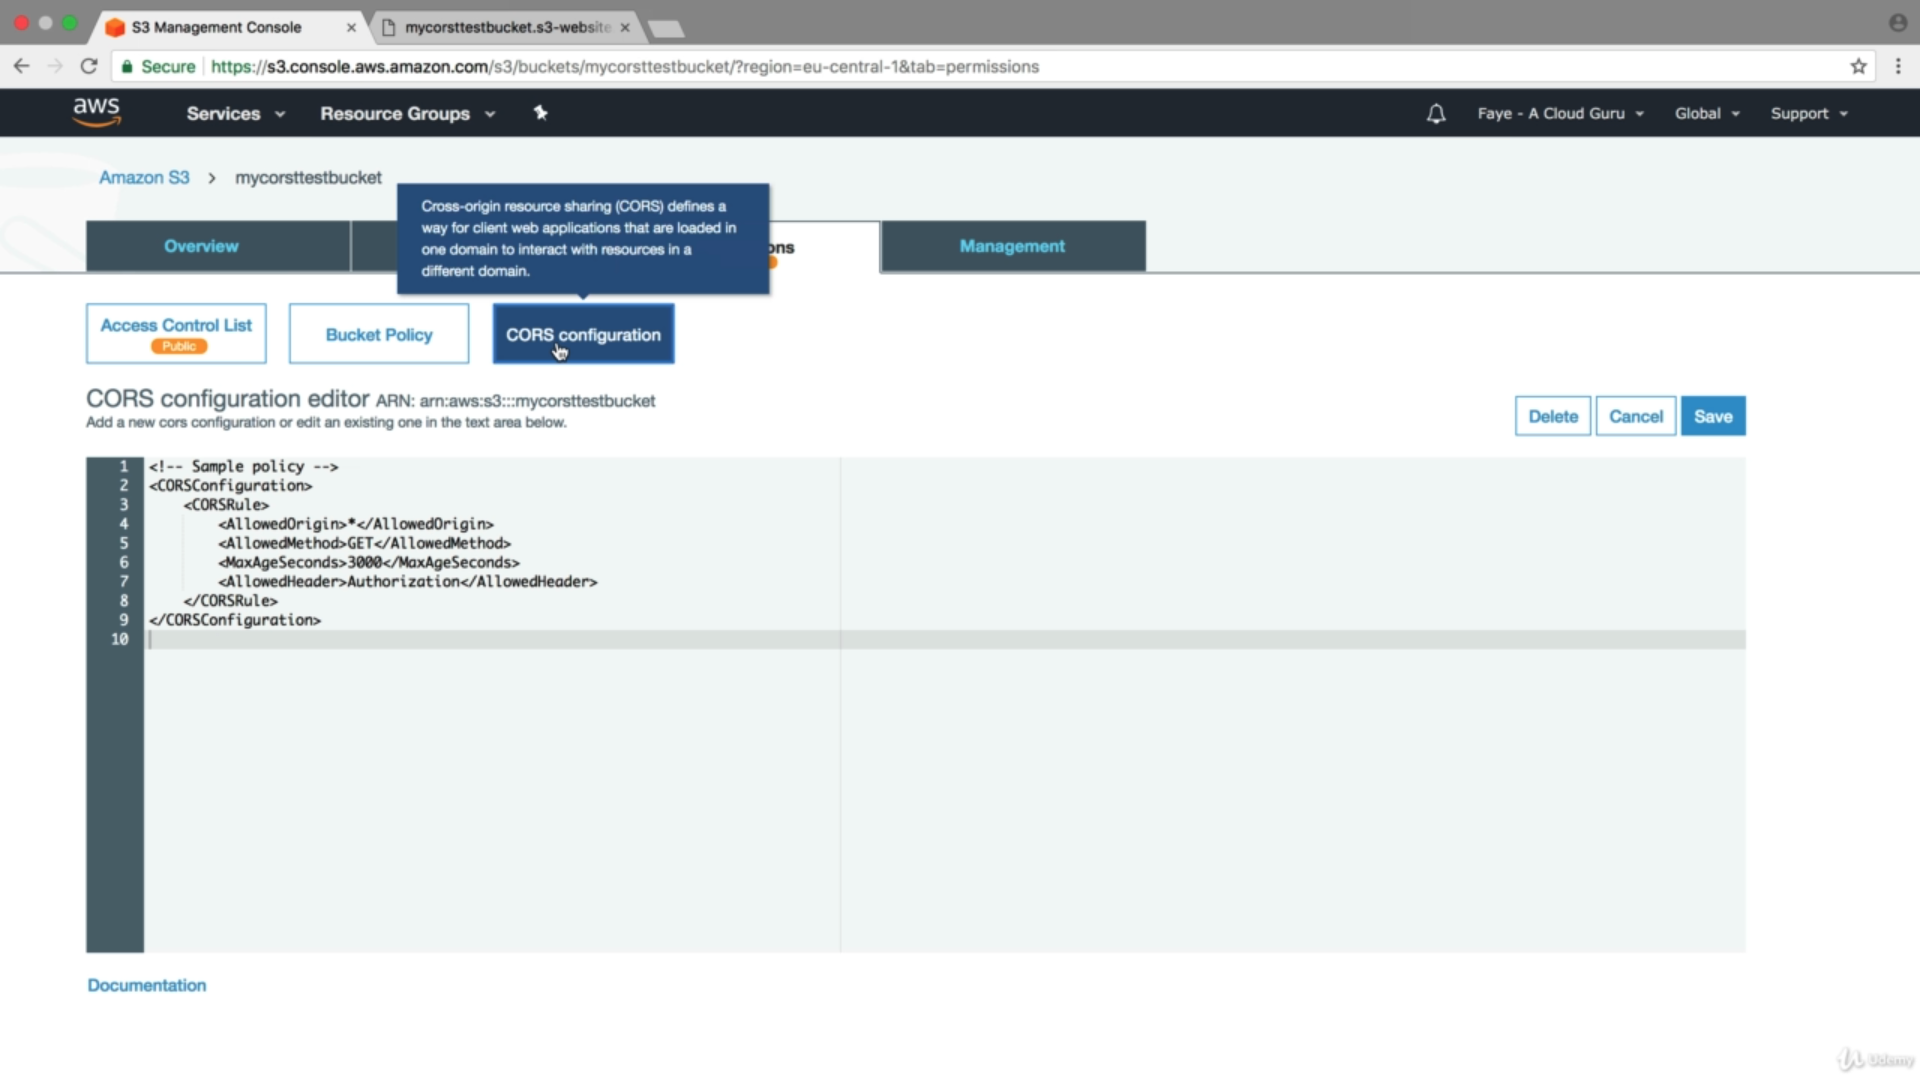 S3 Management Console
mycorsttestbucket.s3-website
Secure https://s3.console.aws.amazon.com/s3/buckets/mycorsttestbucket/?region=eu-central-1&tab=permissions
aws Services Resource Groups Faye - A Cloud Guru Global Support
Amazon S3 > mycorsttestbucket
Cross-origin resource sharing (CORS) defines a
way for client web applications that are loaded in
one domain to interact with resources in a
different domain.
Overview ons Management
Access Control List
Public
Bucket Policy
CORS configuration
CORS configuration editor ARN: arn:aws:s3:::mycorsttestbucket
Add a new cors configuration or edit an existing one in the text area below.
Delete Cancel Save
1 <!-- Sample policy -->
2 <CORSConfiguration>
3 <CORSRule>
4 <AllowedOrigin>*</AllowedOrigin>
5 <AllowedMethod>GET</AllowedMethod>
6 <MaxAgeSeconds>3000</MaxAgeSeconds>
7 <AllowedHeader>Authorization</AllowedHeader>
8 </CORSRule>
9 </CORSConfiguration>
10
Documentation
Udemy